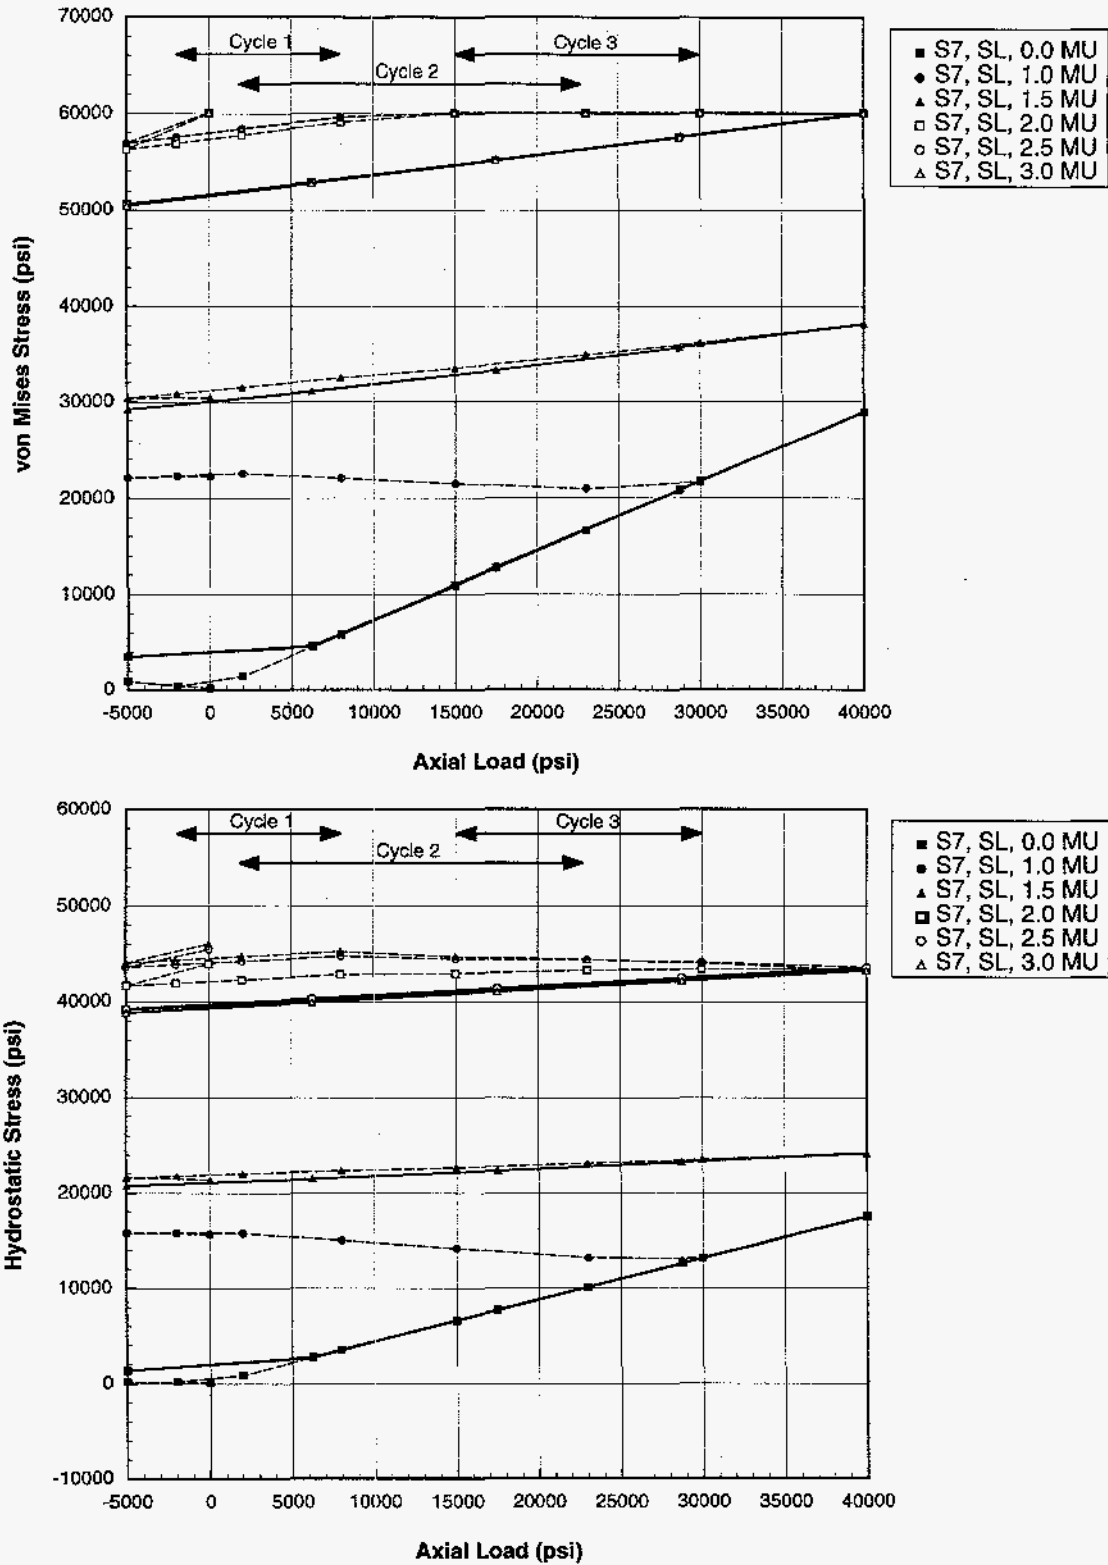 70000
60000
50000
40000
30000
20000
10000
0
von Mises Stress (psi)
Cycle 1
Cycle 3
Cycle 2
S7, SL, 0.0 MU
S7, SL, 1.0 MU
S7, SL, 1.5 MU
S7, SL, 2.0 MU
S7, SL, 2.5 MU
S7, SL, 3.0 MU
-5000 0 5000 10000 15000 20000 25000 30000 35000 40000
Axial Load (psi)
60000
50000
40000
30000
20000
10000
0
-10000
Hydrostatic Stress (psi)
Cycle 1
Cycle 3
Cycle 2
S7, SL, 0.0 MU
S7, SL, 1.0 MU
S7, SL, 1.5 MU
S7, SL, 2.0 MU
S7, SL, 2.5 MU
S7, SL, 3.0 MU
-5000 0 5000 10000 15000 20000 25000 30000 35000 40000
Axial Load (psi)